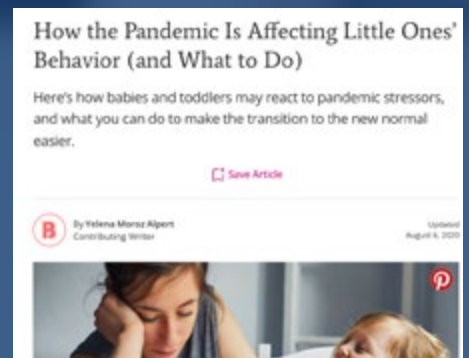 How the Pandemic Is Affecting Little Ones'
Behavior (and What to Do)
Here's how babies and toddlers may react to pandemic stressors,
and what you can do to make the transition to the new normal
easier.
Save Article
B
By Yelena Moroz Alpert
Contributing Writer
Updated
August 6, 2020